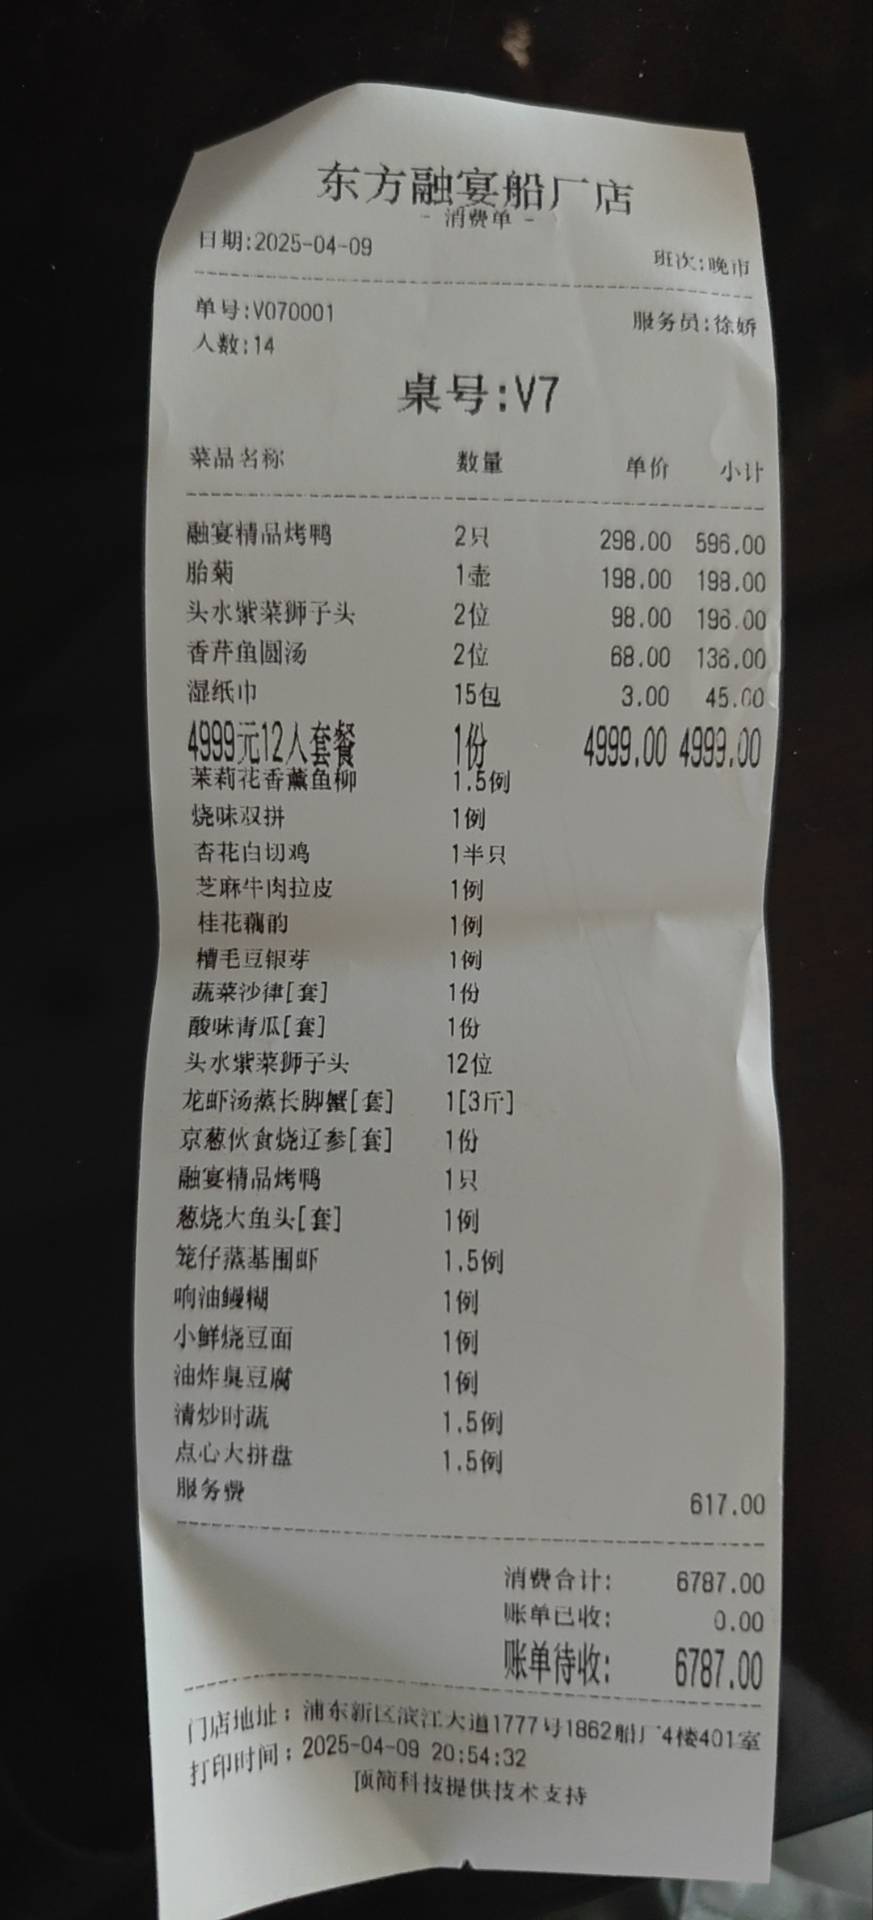 东方融宴船厂店
- 消费单 -
日期:2025-04-09 班次:晚市
单号:V070001 服务员:徐娇
人数:14
桌号:V7
菜品名称 数量 单价 小计
融宴精品烤鸭 2只 298.00 596.00
胎菊 1壶 198.00 198.00
头水紫菜狮子头 2位 98.00 196.00
香芹鱼圆汤 2位 68.00 136.00
湿纸巾 15包 3.00 45.00
4999元12人套餐 1份 4999.00 4999.00
茉莉花香薰鱼柳 1.5例
烧味双拼 1例
杏花白切鸡 1半只
芝麻牛肉拉皮 1例
桂花藕韵 1例
糟毛豆银芽 1例
蔬菜沙律[套] 1份
酸味青瓜[套] 1份
头水紫菜狮子头 12位
龙虾汤蒸长脚蟹[套] 1[3斤]
京葱伙食烧辽参[套] 1份
融宴精品烤鸭 1只
葱烧大鱼头[套] 1例
笼仔蒸基围虾 1.5例
响油鳗糊 1例
小鲜烧豆面 1例
油炸臭豆腐 1例
清炒时蔬 1.5例
点心大拼盘 1.5例
服务费 617.00
消费合计: 6787.00
账单已收: 0.00
账单待收: 6787.00
门店地址：浦东新区滨江大道1777号1862船厂4楼401室
打印时间：2025-04-09 20:54:32
顶简科技提供技术支持